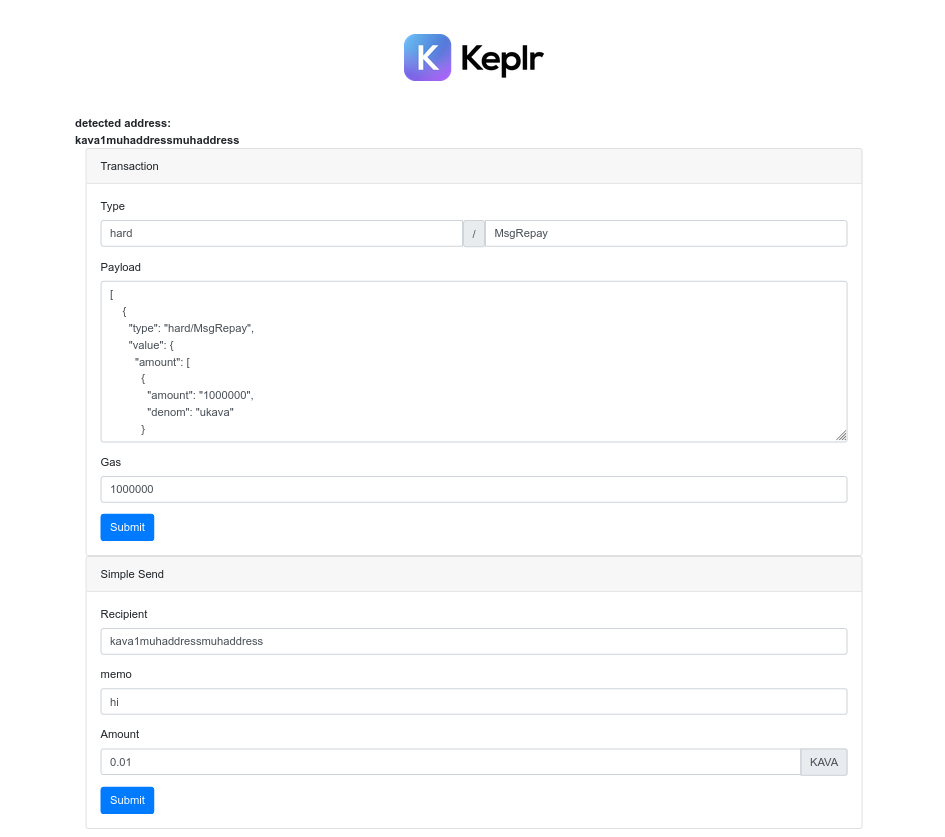 K Keplr
detected address:
kava1muhaddressmuhaddress
Transaction
Type
hard / MsgRepay
Payload
[
{
"type": "hard/MsgRepay",
"value": {
"amount": [
{
"amount": "1000000",
"denom": "ukava"
}
Gas
1000000
Submit
Simple Send
Recipient
kava1muhaddressmuhaddress
memo
hi
Amount
0.01 KAVA
Submit